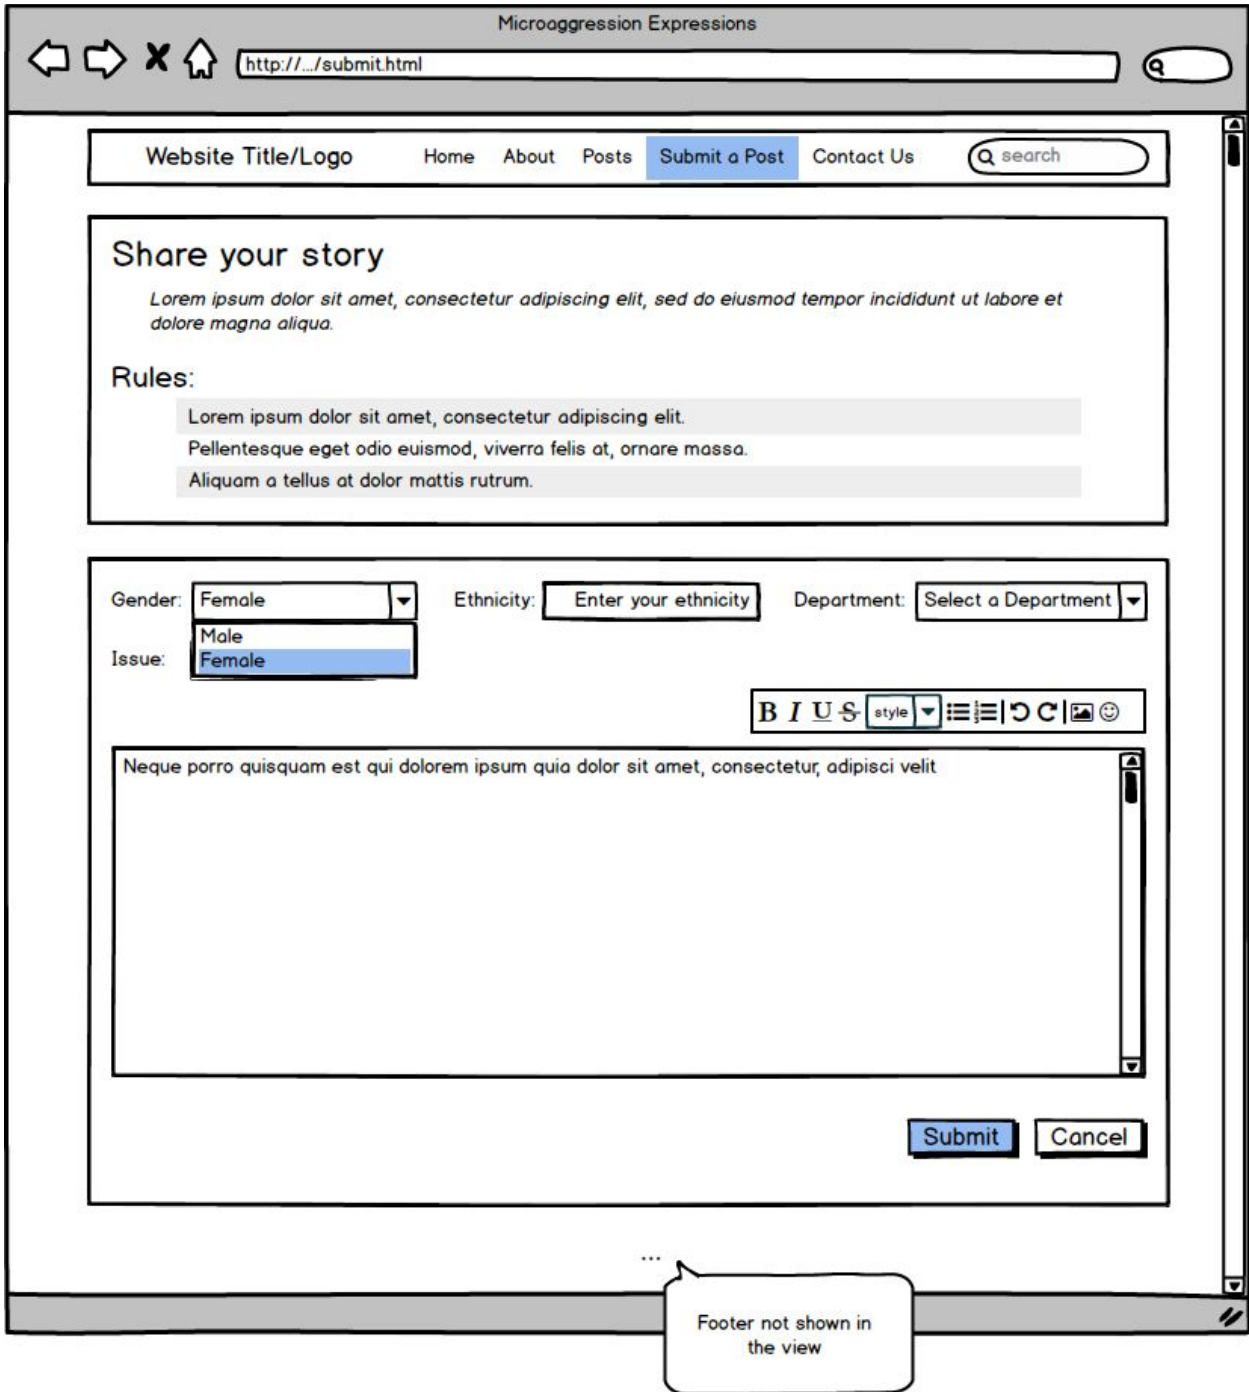 Microaggression Expressions
http://.../submit.html
Website Title/Logo Home About Posts Submit a Post Contact Us search
Share your story
Lorem ipsum dolor sit amet, consectetur adipiscing elit, sed do eiusmod tempor incididunt ut labore et
dolore magna aliqua.
Rules:
Lorem ipsum dolor sit amet, consectetur adipiscing elit.
Pellentesque eget odio euismod, viverra felis at, ornare massa.
Aliquam a tellus at dolor mattis rutrum.
Gender: Female Ethnicity: Enter your ethnicity Department: Select a Department
Male
Issue: Female
B I U S style
Neque porro quisquam est qui dolorem ipsum quia dolor sit amet, consectetur, adipisci velit
Submit Cancel
...
Footer not shown in
the view